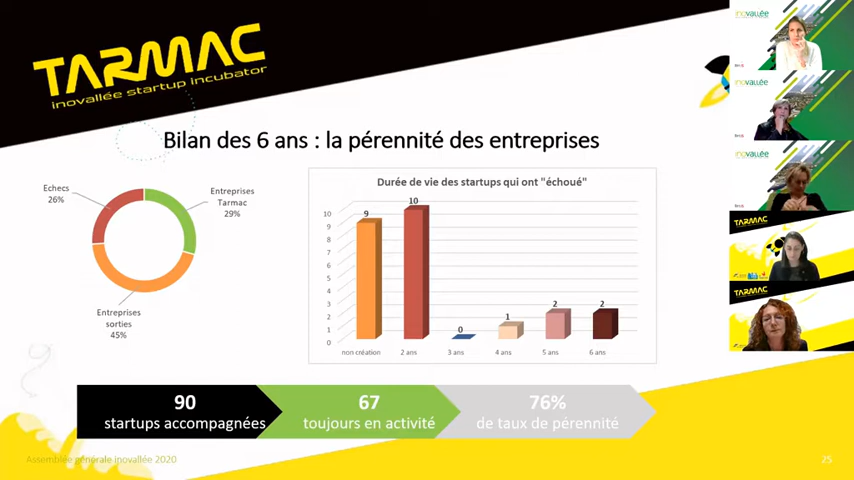 TARMAC
inovallée startup incubator
Bilan des 6 ans : la pérennité des entreprises
Echecs
26%
Entreprises
Tarmac
29%
Entreprises
sorties
45%
Durée de vie des startups qui ont "échoué"
10
9
8
7
6
5
4
3
2
1
0
9
10
0
1
2
2
non création
2 ans
3 ans
4 ans
5 ans
6 ans
90
startups accompagnées
67
toujours en activité
76%
de taux de pérennité
Assemblée générale inovallée 2020
25
inovallée
inovallée
inovallée
TARMAC
TARMAC